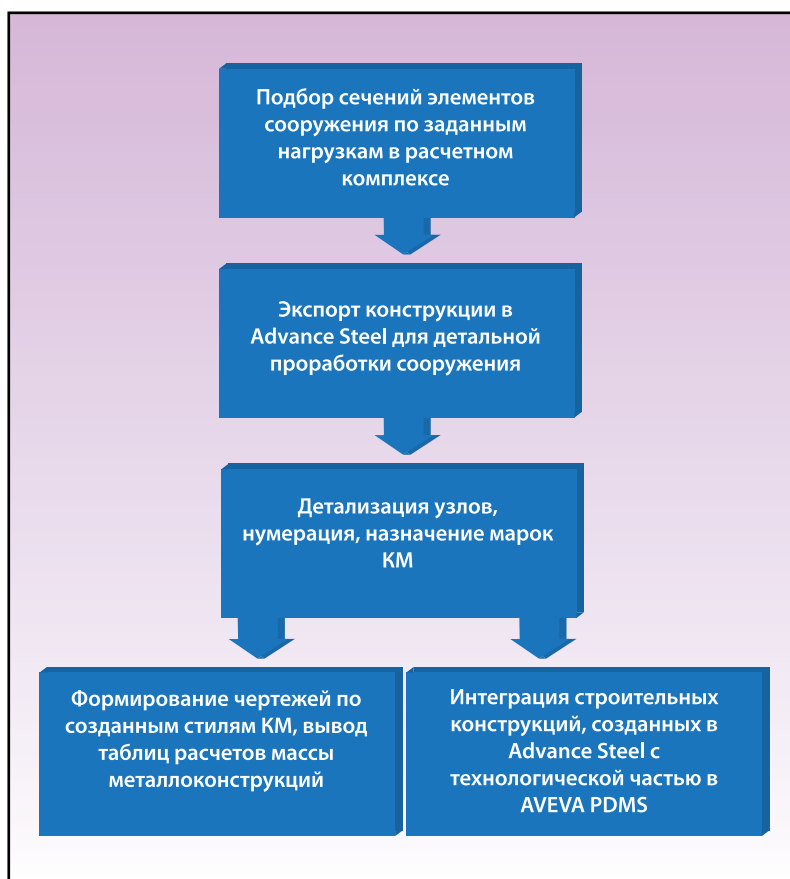 Подбор сечений элементов
сооружения по заданным
нагрузкам в расчетном
комплексе
Экспорт конструкции в
Advance Steel для детальной
проработки сооружения
Детализация узлов,
нумерация, назначение марок
КМ
Формирование чертежей по
созданным стилям КМ, вывод
таблиц расчетов массы
металлоконструкций
Интеграция строительных
конструкций, созданных в
Advance Steel с
технологической частью в
AVEVA PDMS